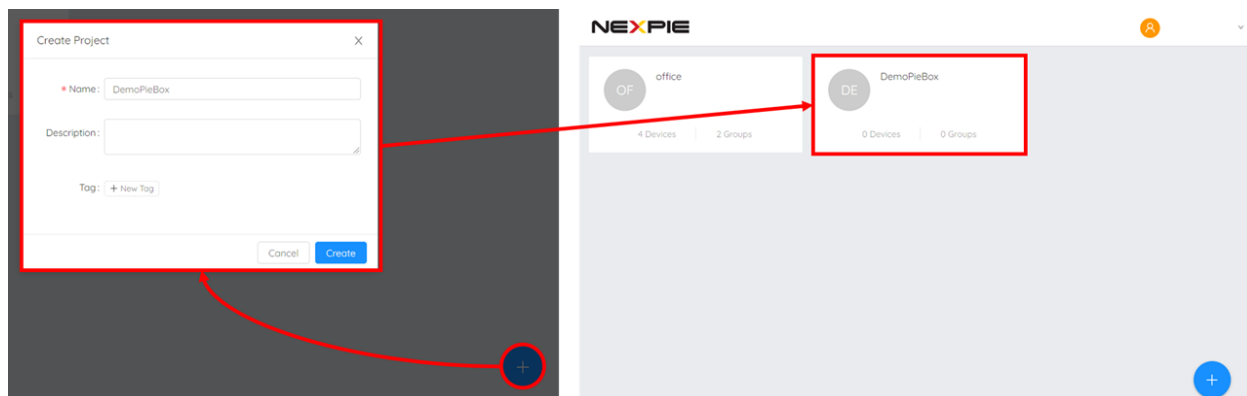 Create Project
X
* Name: DemoPieBox
Description:
Tag: + New Tag
Cancel Create
+
NEXPIE
OF office
4 Devices 2 Groups
DE DemoPieBox
0 Devices 0 Groups
+